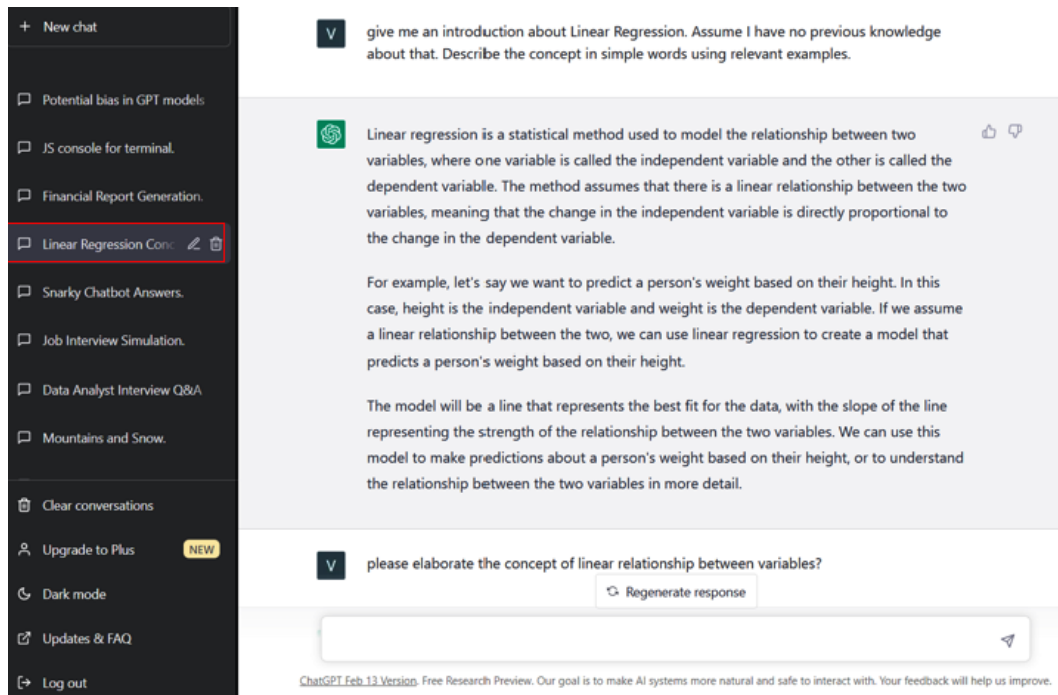 + New chat
Potential bias in GPT models
JS console for terminal.
Financial Report Generation.
Linear Regression Conc
Snarky Chatbot Answers.
Job Interview Simulation.
Data Analyst Interview Q&A
Mountains and Snow.
Clear conversations
Upgrade to Plus NEW
Dark mode
Updates & FAQ
Log out
V
give me an introduction about Linear Regression. Assume I have no previous knowledge
about that. Describe the concept in simple words using relevant examples.
Linear regression is a statistical method used to model the relationship between two
variables, where one variable is called the independent variable and the other is called the
dependent variable. The method assumes that there is a linear relationship between the two
variables, meaning that the change in the independent variable is directly proportional to
the change in the dependent variable.
For example, let's say we want to predict a person's weight based on their height. In this
case, height is the independent variable and weight is the dependent variable. If we assume
a linear relationship between the two, we can use linear regression to create a model that
predicts a person's weight based on their height.
The model will be a line that represents the best fit for the data, with the slope of the line
representing the strength of the relationship between the two variables. We can use this
model to make predictions about a person's weight based on their height, or to understand
the relationship between the two variables in more detail.
V
please elaborate the concept of linear relationship between variables?
Regenerate response
ChatGPT Feb 13 Version. Free Research Preview. Our goal is to make AI systems more natural and safe to interact with. Your feedback will help us improve.